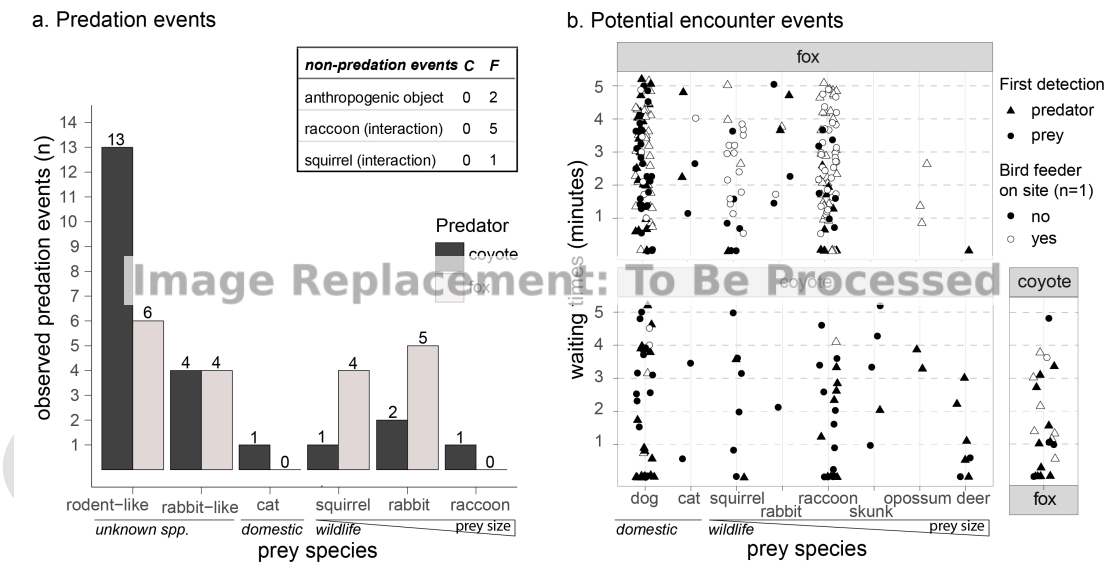 a. Predation events
non-predation events C F
anthropogenic object 0 2
raccoon (interaction) 0 5
squirrel (interaction) 0 1
observed predation events (n)
14
13
12
11
10
9
8
7
6
5
4
3
2
1
13
6
4
4
1
0
1
4
2
5
1
0
Predator
coyote
fox
rodent-like rabbit-like cat squirrel rabbit raccoon
unknown spp. domestic wildlife prey size
prey species
b. Potential encounter events
fox
waiting times (minutes)
5
4
3
2
1
First detection
predator
prey
Bird feeder
on site (n=1)
no
yes
Image Replacement: To Be Processed
coyote
5
4
3
2
1
coyote
fox
dog cat squirrel raccoon opossum deer
rabbit skunk
domestic wildlife prey size
prey species